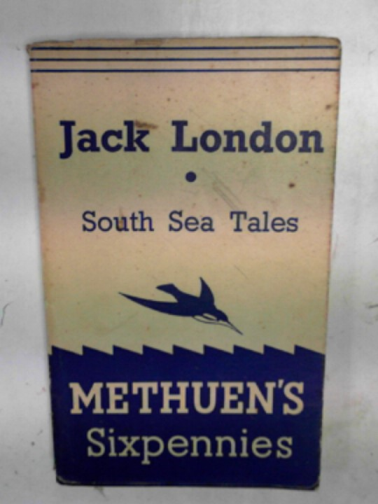 Jack London
South Sea Tales
METHUEN'S
Sixpennies